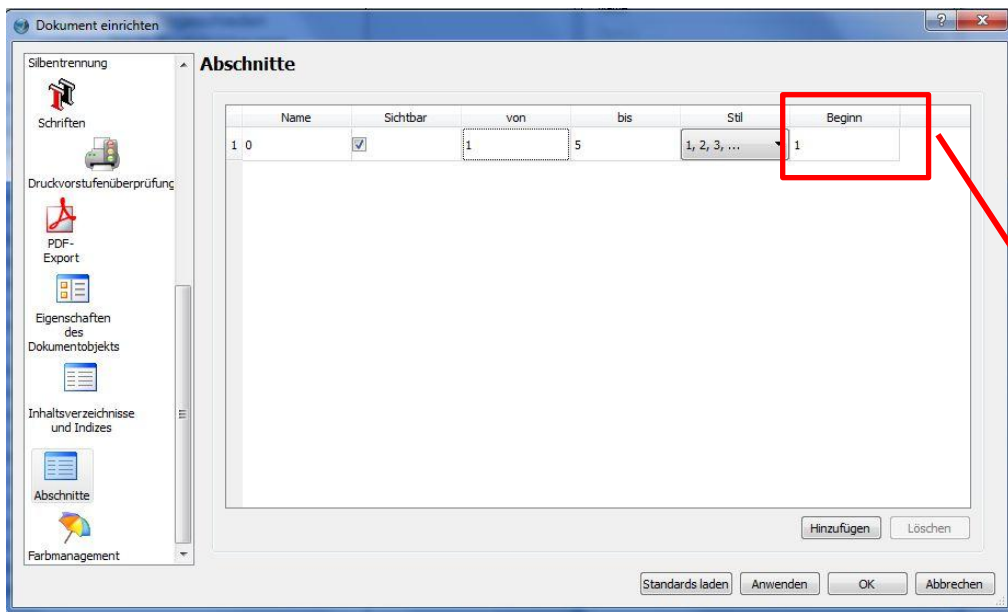 Dokument einrichten
Silbentrennung
Schriften
Druckvorstufenüberprüfung
PDF-
Export
Eigenschaften
des
Dokumentobjekts
Inhaltsverzeichnisse
und Indizes
Abschnitte
Farbmanagement
Abschnitte
Name Sichtbar von bis Stil Beginn
1 0 1 5 1, 2, 3, ... 1
Hinzufügen Löschen
Standards laden Anwenden OK Abbrechen